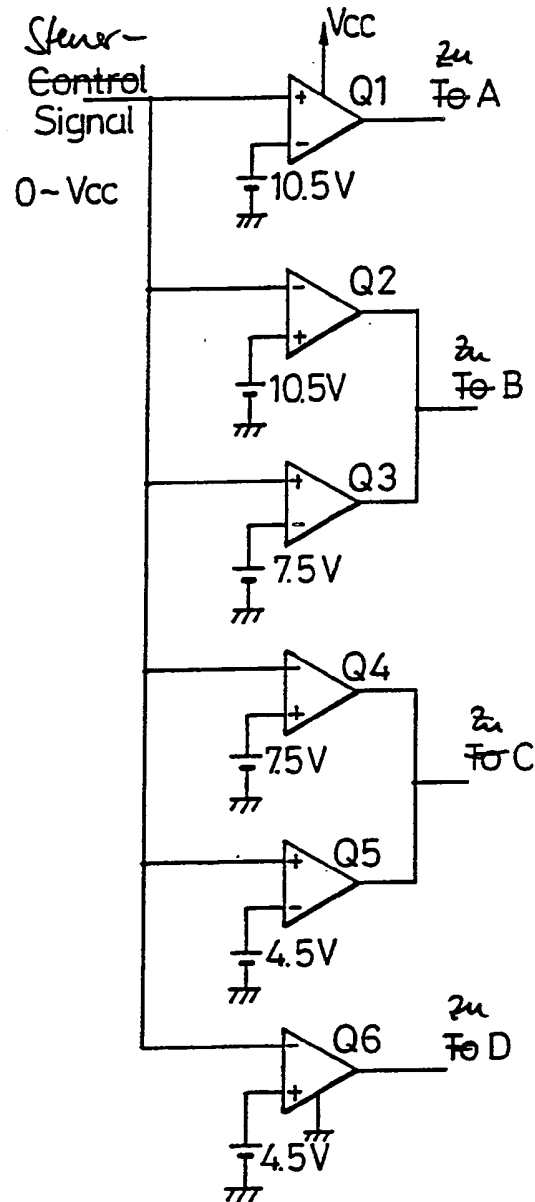 Steuer-
Control
Signal
0~Vcc
Vcc
Q1
zu
To A
+
-
10.5V
Q2
-
+
10.5V
zu
To B
Q3
+
-
7.5V
Q4
-
+
7.5V
zu
To C
Q5
+
-
4.5V
Q6
-
+
4.5V
zu
To D